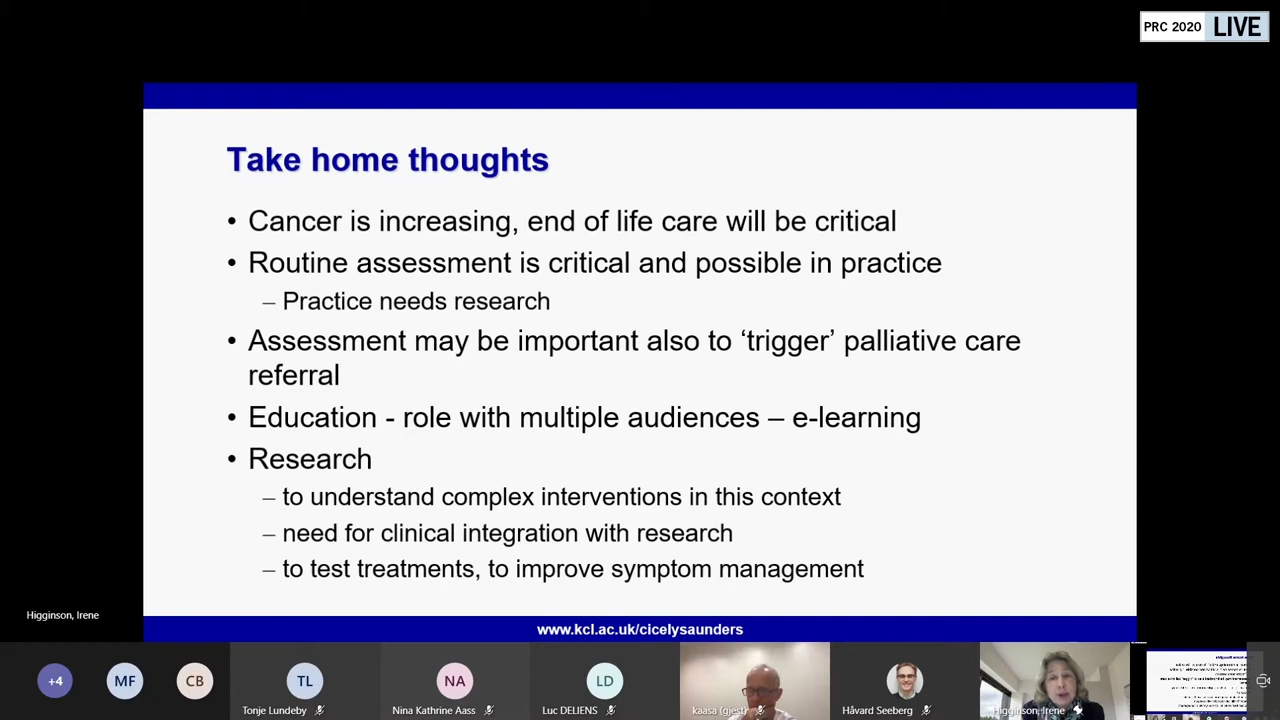 PRC 2020 LIVE
Take home thoughts
• Cancer is increasing, end of life care will be critical
• Routine assessment is critical and possible in practice
– Practice needs research
• Assessment may be important also to ‘trigger’ palliative care
referral
• Education - role with multiple audiences – e-learning
• Research
– to understand complex interventions in this context
– need for clinical integration with research
– to test treatments, to improve symptom management
Higginson, Irene
www.kcl.ac.uk/cicelysaunders
+4 MF CB TL NA LD
Tonje Lundeby Nina Kathrine Aass Luc DELIENS kaasa (gjest) Håvard Seeberg Higginson, Irene